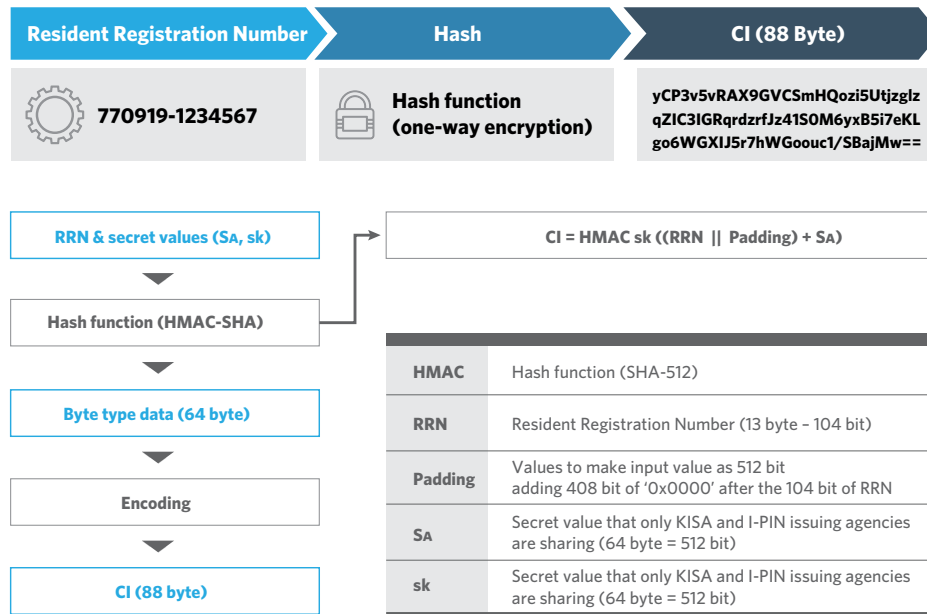 Resident Registration Number
Hash
CI (88 Byte)
770919-1234567
Hash function
(one-way encryption)
yCP3v5vRAX9GVCSmHQozi5Utjzglz
qZIC3IGRqrdzrfJz41S0M6yxB5i7eKL
go6WGXIJ5r7hWGoouc1/SBajMw==
RRN & secret values (SA, sk)
CI = HMAC sk ((RRN || Padding) + SA)
Hash function (HMAC-SHA)
Byte type data (64 byte)
Encoding
CI (88 byte)
HMAC
Hash function (SHA-512)
RRN
Resident Registration Number (13 byte – 104 bit)
Padding
Values to make input value as 512 bit
adding 408 bit of '0x0000' after the 104 bit of RRN
SA
Secret value that only KISA and I-PIN issuing agencies
are sharing (64 byte = 512 bit)
sk
Secret value that only KISA and I-PIN issuing agencies
are sharing (64 byte = 512 bit)